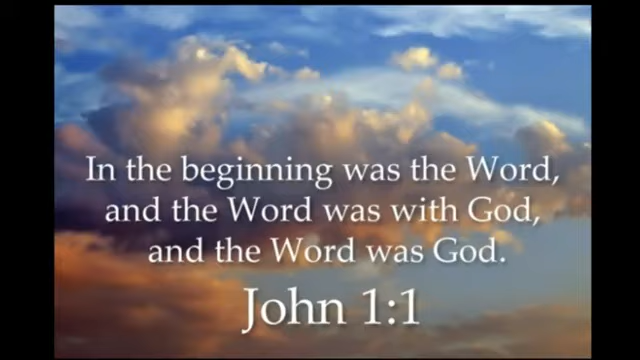 In the beginning was the Word,
and the Word was with God,
and the Word was God.
John 1:1